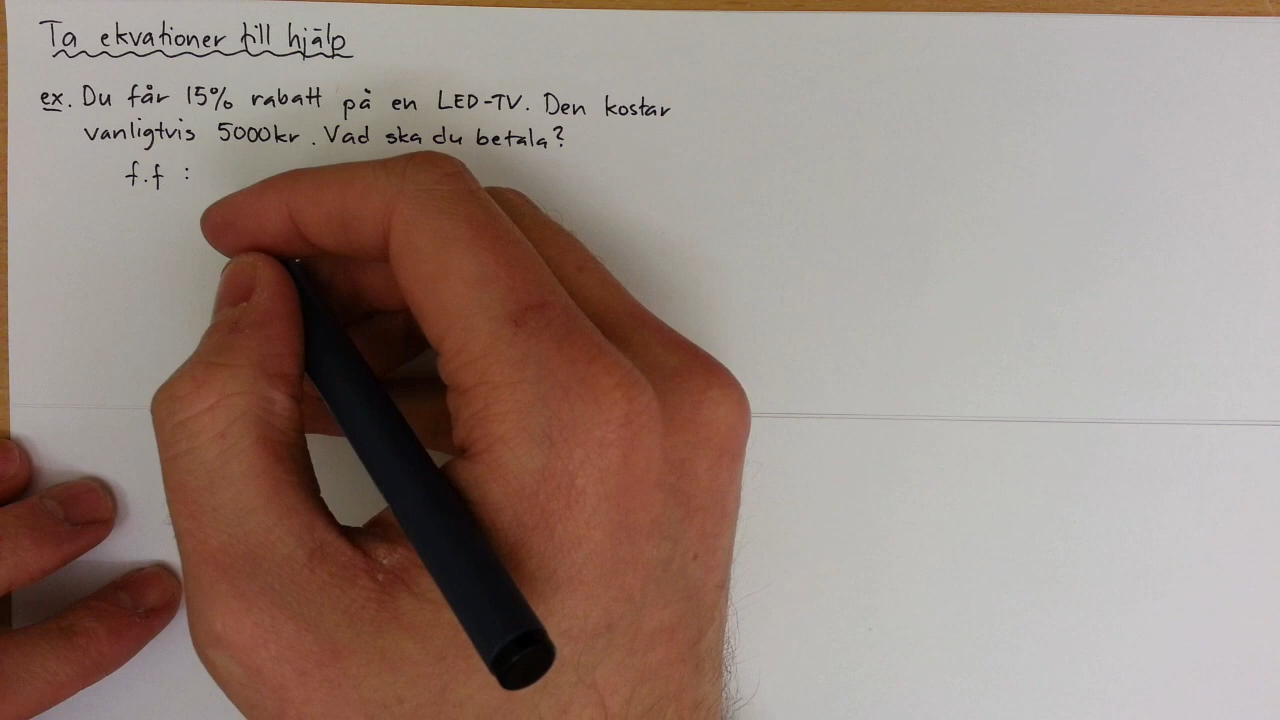 Ta ekvationer till hjälp
ex. Du får 15% rabatt på en LED-TV. Den kostar
vanligtvis 5000kr. Vad ska du betala?
f.f :